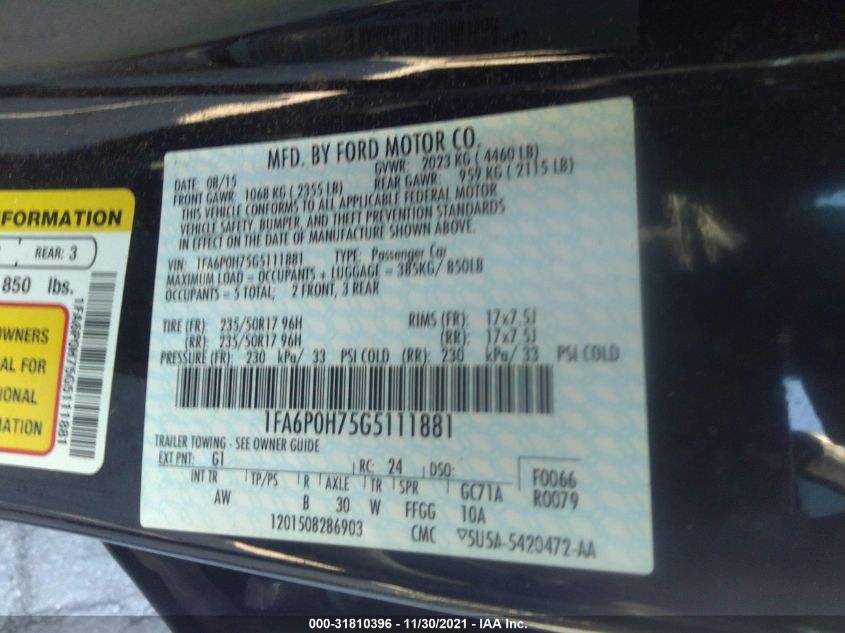 FORMATION
REAR: 3
850 lbs.
OWNERS
AL FOR
IONAL
1FA6P0H75G5111881
MFD. BY FORD MOTOR CO.
DATE: 08/15 GVWR: 2023 KG ( 4460 LB)
FRONT GAWR: 1068 KG ( 2355 LB) REAR GAWR: 959 KG ( 2115 LB)
THIS VEHICLE CONFORMS TO ALL APPLICABLE FEDERAL MOTOR
VEHICLE SAFETY, BUMPER, AND THEFT PREVENTION STANDARDS
IN EFFECT ON THE DATE OF MANUFACTURE SHOWN ABOVE.
VIN: 1FA6P0H75G5111881 TYPE: Passenger Car
MAXIMUM LOAD = OCCUPANTS + LUGGAGE = 385KG/ 850LB
OCCUPANTS = 5 TOTAL; 2 FRONT, 3 REAR
TIRE (FR): 235/50R17 96H RIMS (FR): 17x7.5J
(RR): 235/50R17 96H (RR): 17x7.5J
PRESSURE (FR): 230 kPa/ 33 PSI COLD (RR): 230 kPa/ 33 PSI COLD
1FA6P0H75G5111881
TRAILER TOWING - SEE OWNER GUIDE
EXT PNT: G1 RC: 24 DSO: F0066
INT TR TP/PS R AXLE TR SPR GC71A R0079
AW B 30 W FFGG 10A
1201508286903 CMC ▽5U5A-5420472-AA
000-31810396 - 11/30/2021 - IAA Inc.